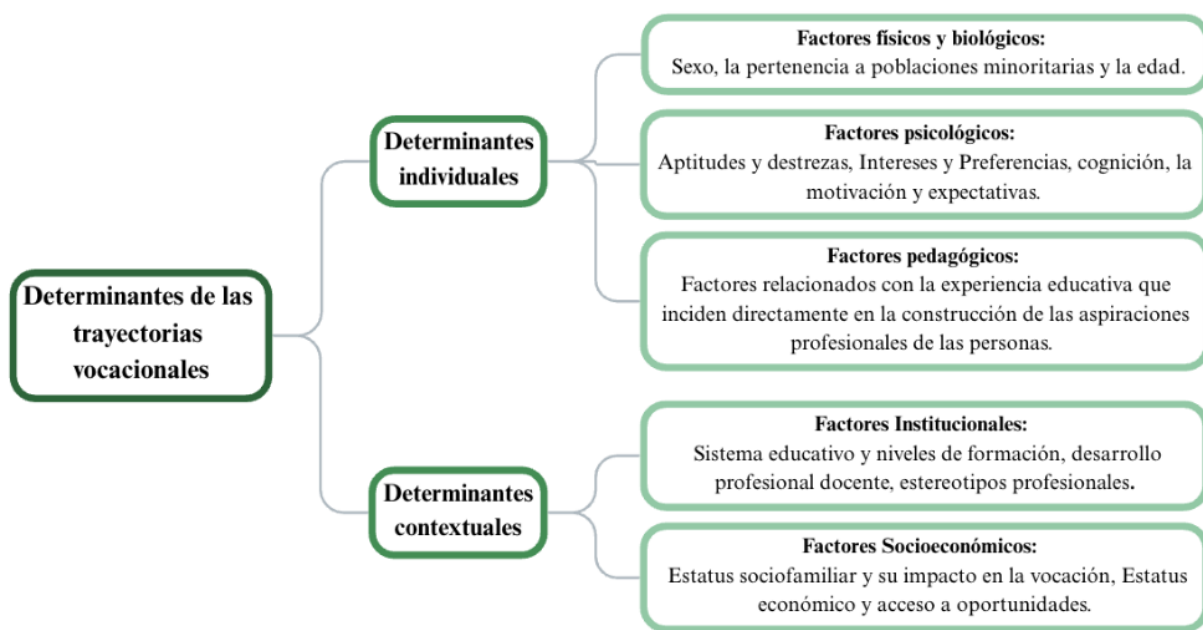 Determinantes de las
trayectorias
vocacionales
Determinantes
individuales
Factores físicos y biológicos:
Sexo, la pertenencia a poblaciones minoritarias y la edad.
Factores psicológicos:
Aptitudes y destrezas, Intereses y Preferencias, cognición, la
motivación y expectativas.
Factores pedagógicos:
Factores relacionados con la experiencia educativa que
inciden directamente en la construcción de las aspiraciones
profesionales de las personas.
Determinantes
contextuales
Factores Institucionales:
Sistema educativo y niveles de formación, desarrollo
profesional docente, estereotipos profesionales.
Factores Socioeconómicos:
Estatus sociofamiliar y su impacto en la vocación, Estatus
económico y acceso a oportunidades.